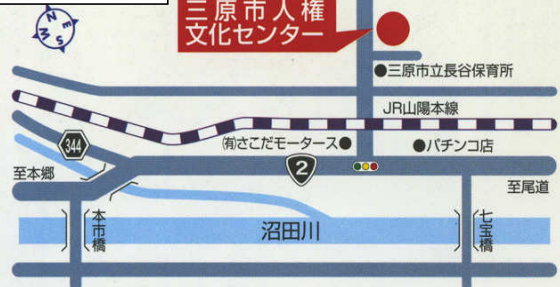 三原市人権
文化センター
N
E
S
W
三原市立長谷保育所
JR山陽本線
㈲さこだモータース
パチンコ店
344
2
至本郷
至尾道
本市橋
沼田川
七宝橋